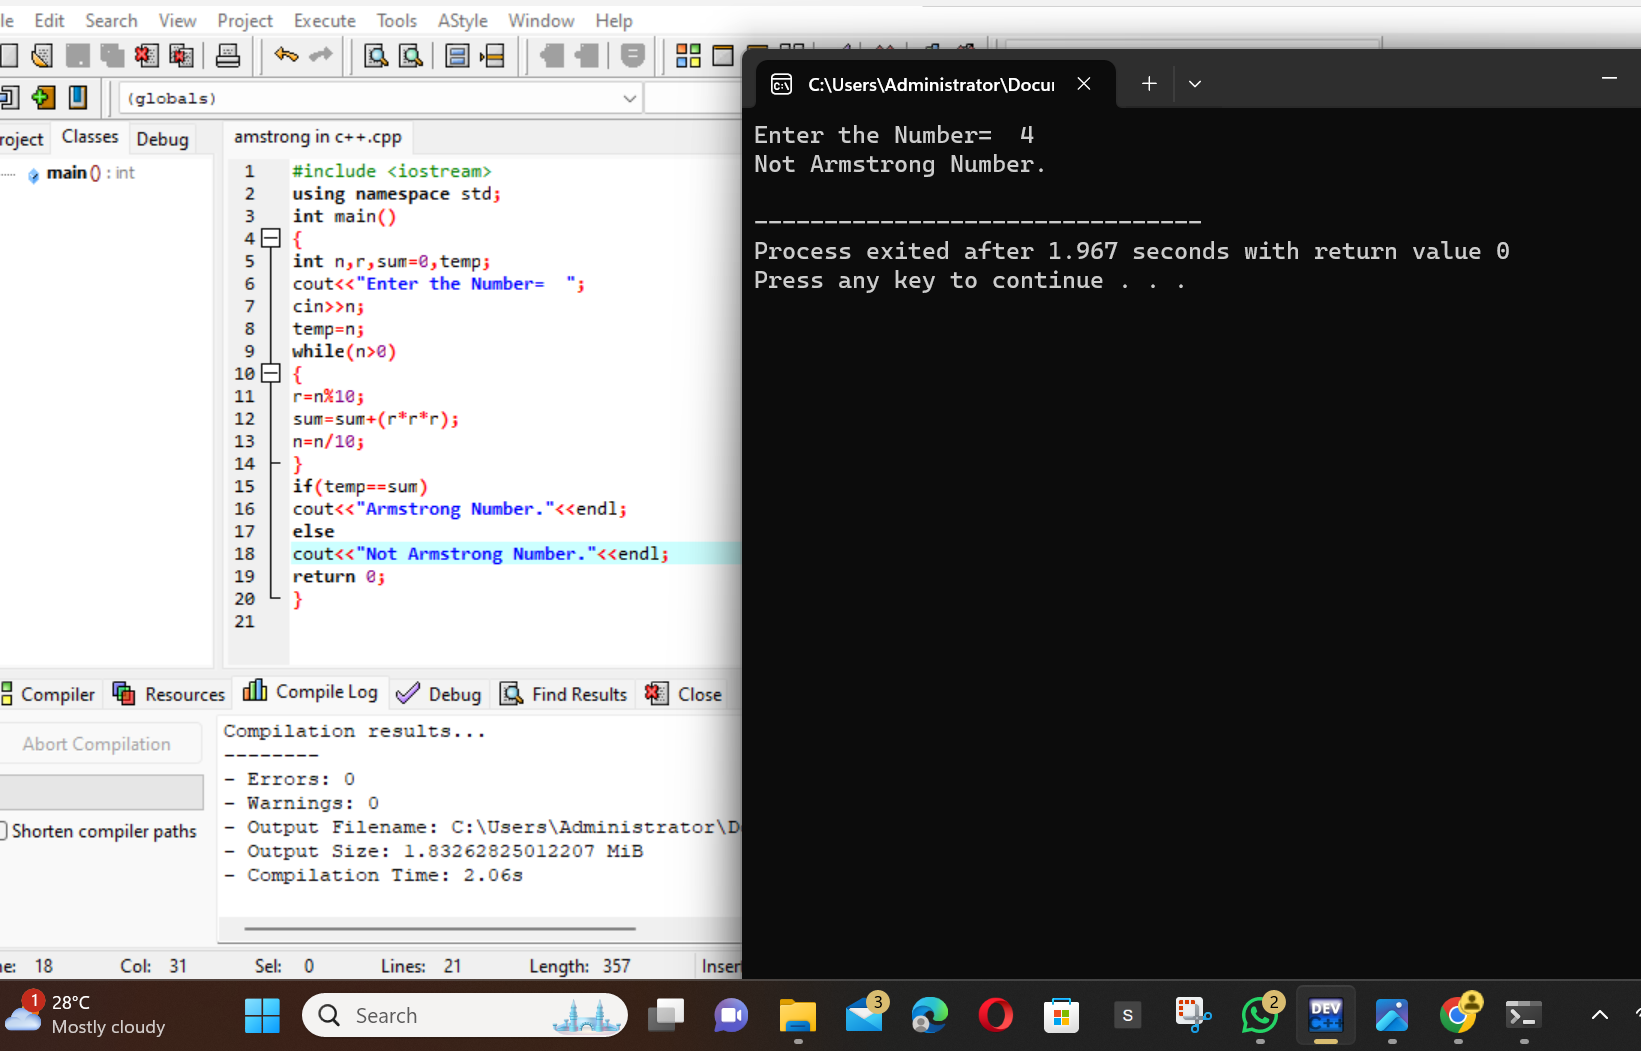 le Edit Search View Project Execute Tools AStyle Window Help
(globals)
roject Classes Debug
main () : int
amstrong in c++.cpp
1 #include <iostream>
2 using namespace std;
3 int main()
4 {
5 int n,r,sum=0,temp;
6 cout<<"Enter the Number=  ";
7 cin>>n;
8 temp=n;
9 while(n>0)
10 {
11 r=n%10;
12 sum=sum+(r*r*r);
13 n=n/10;
14 }
15 if(temp==sum)
16 cout<<"Armstrong Number."<<endl;
17 else
18 cout<<"Not Armstrong Number."<<endl;
19 return 0;
20 }
21
C:\Users\Administrator\Docu
Enter the Number=  4
Not Armstrong Number.
--------------------------------
Process exited after 1.967 seconds with return value 0
Press any key to continue . . .
Compiler Resources Compile Log Debug Find Results Close
Abort Compilation
Shorten compiler paths
Compilation results...
--------
- Errors: 0
- Warnings: 0
- Output Filename: C:\Users\Administrator\D
- Output Size: 1.83262825012207 MiB
- Compilation Time: 2.06s
ne: 18 Col: 31 Sel: 0 Lines: 21 Length: 357 Inser
1
28°C
Mostly cloudy
Search
3
S
2
DEV
C++